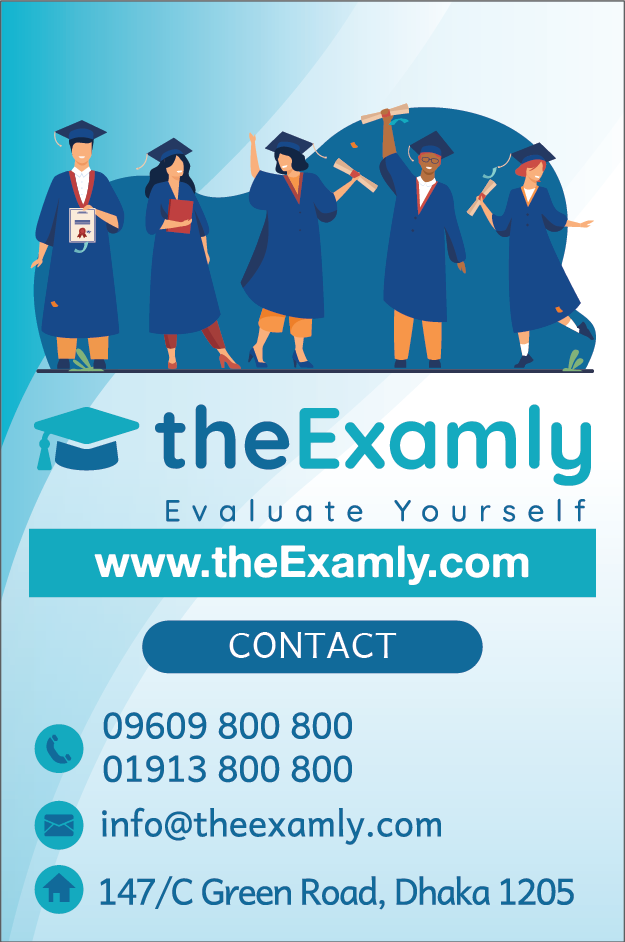 theExamly
Evaluate Yourself
www.theExamly.com
CONTACT
09609 800 800
01913 800 800
info@theexamly.com
147/C Green Road, Dhaka 1205